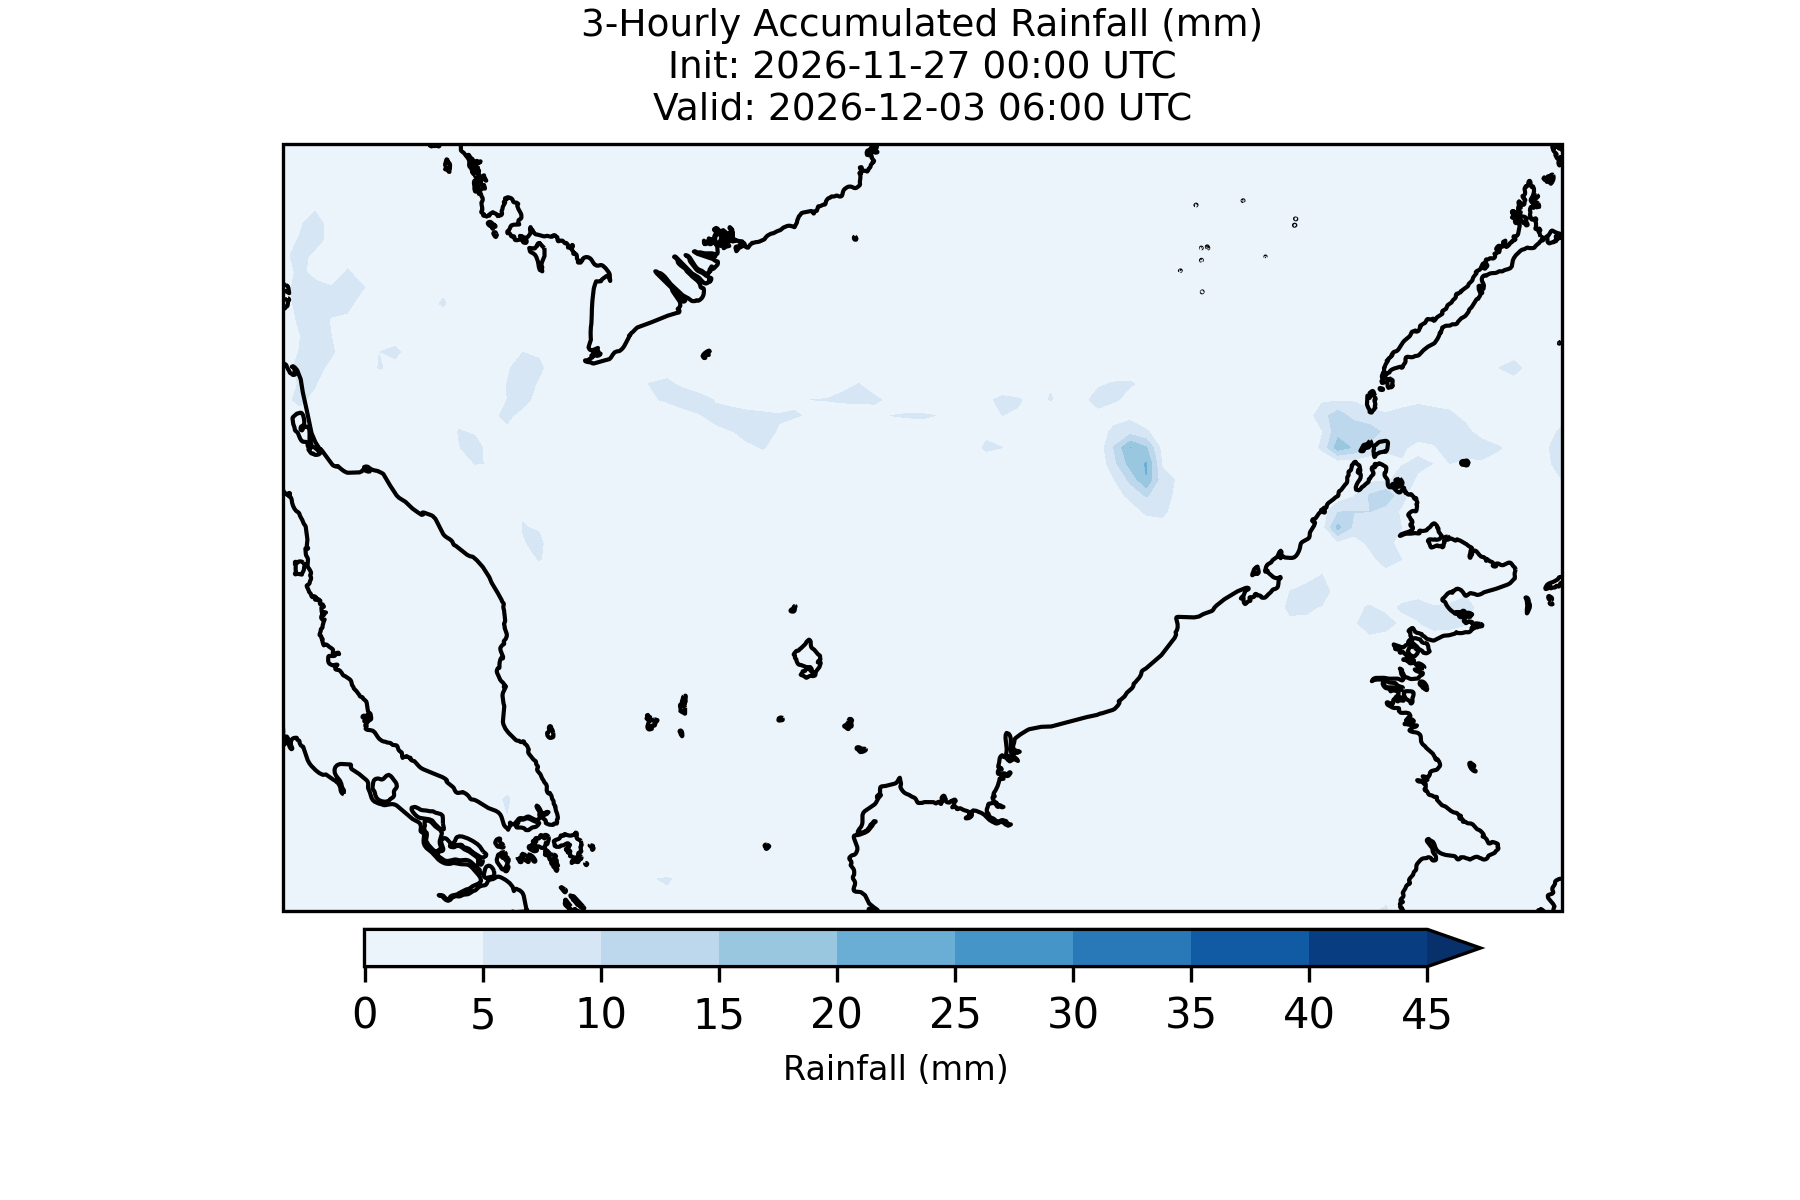 3-Hourly Accumulated Rainfall (mm)
Init: 2026-11-27 00:00 UTC
Valid: 2026-12-03 06:00 UTC
0 5 10 15 20 25 30 35 40 45
Rainfall (mm)